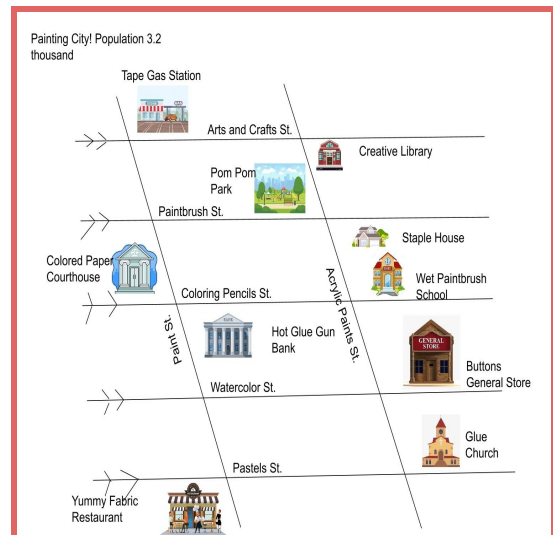 Painting City! Population 3.2
thousand
Tape Gas Station
Arts and Crafts St.
Creative Library
Pom Pom
Park
Paintbrush St.
Staple House
Colored Paper
Courthouse
Wet Paintbrush
School
Coloring Pencils St.
Acrylic Paints St.
Paint St.
Hot Glue Gun
Bank
GENERAL
STORE
Buttons
General Store
Watercolor St.
Glue
Church
Pastels St.
Yummy Fabric
Restaurant